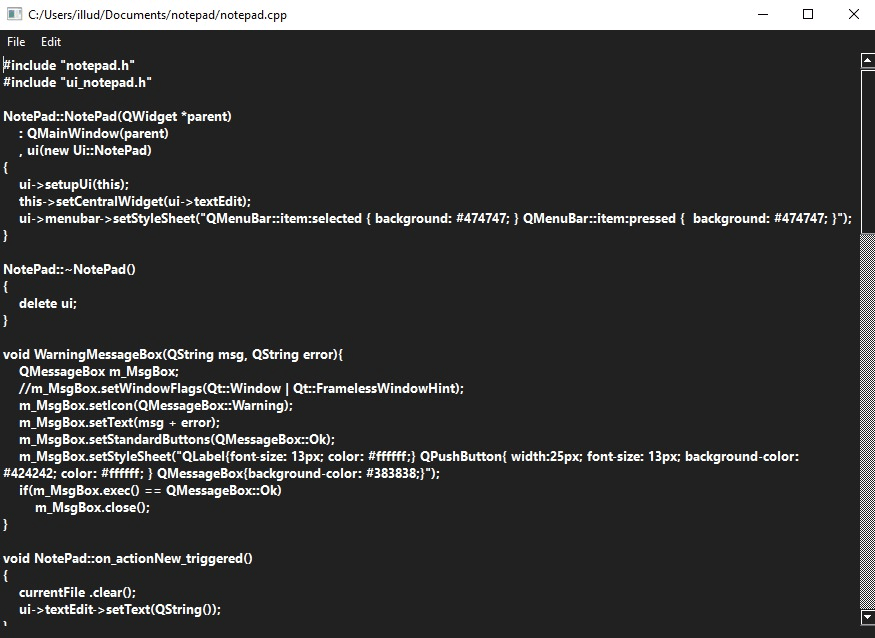 C:/Users/illud/Documents/notepad/notepad.cpp
File Edit
#include "notepad.h"
#include "ui_notepad.h"
NotePad::NotePad(QWidget *parent)
: QMainWindow(parent)
, ui(new Ui::NotePad)
{
ui->setupUi(this);
this->setCentralWidget(ui->textEdit);
ui->menubar->setStyleSheet("QMenuBar::item:selected { background: #474747; } QMenuBar::item:pressed {  background: #474747; }");
}
NotePad::~NotePad()
{
delete ui;
}
void WarningMessageBox(QString msg, QString error){
QMessageBox m_MsgBox;
//m_MsgBox.setWindowFlags(Qt::Window | Qt::FramelessWindowHint);
m_MsgBox.setIcon(QMessageBox::Warning);
m_MsgBox.setText(msg + error);
m_MsgBox.setStandardButtons(QMessageBox::Ok);
m_MsgBox.setStyleSheet("QLabel{font-size: 13px; color: #ffffff;} QPushButton{ width:25px; font-size: 13px; background-color:
#424242; color: #ffffff; } QMessageBox{background-color: #383838;}");
if(m_MsgBox.exec() == QMessageBox::Ok)
m_MsgBox.close();
}
void NotePad::on_actionNew_triggered()
{
currentFile .clear();
ui->textEdit->setText(QString());
}